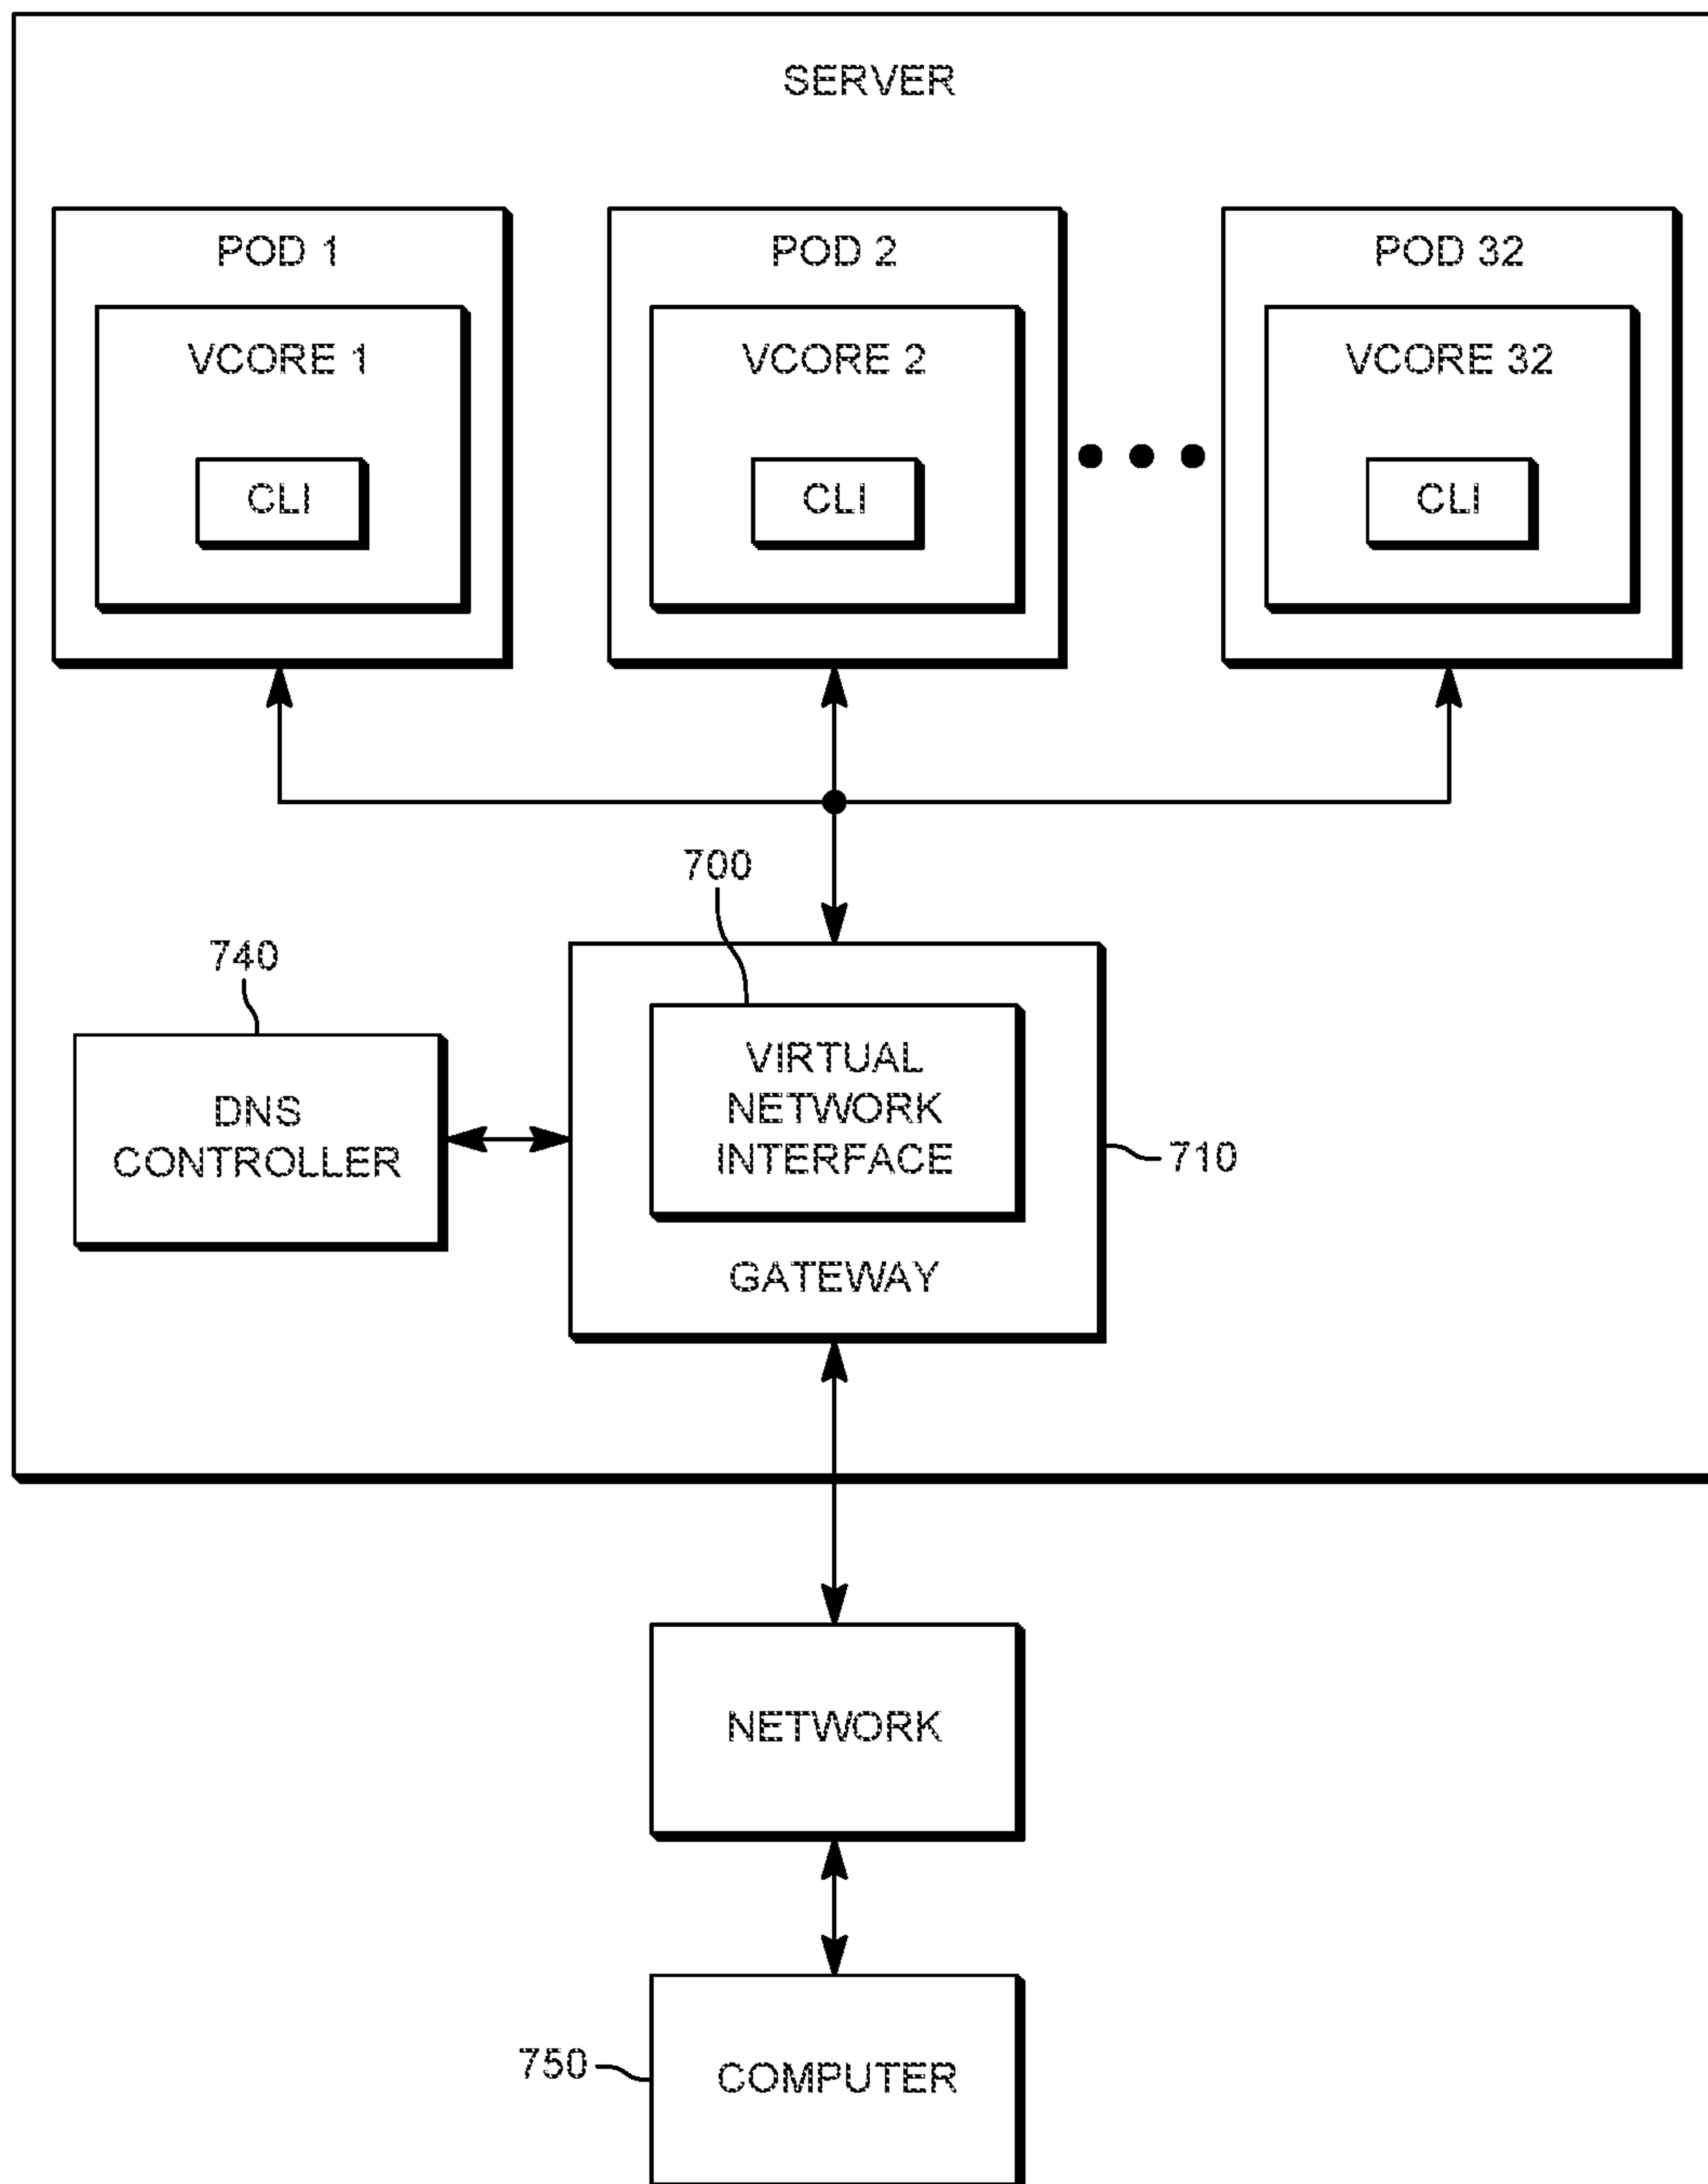 SERVER
POD 1
POD 2
POD 32
VCORE 1
VCORE 2
VCORE 32
CLI
CLI
CLI
700
740
VIRTUAL
NETWORK
INTERFACE
DNS
CONTROLLER
710
GATEWAY
NETWORK
750
COMPUTER